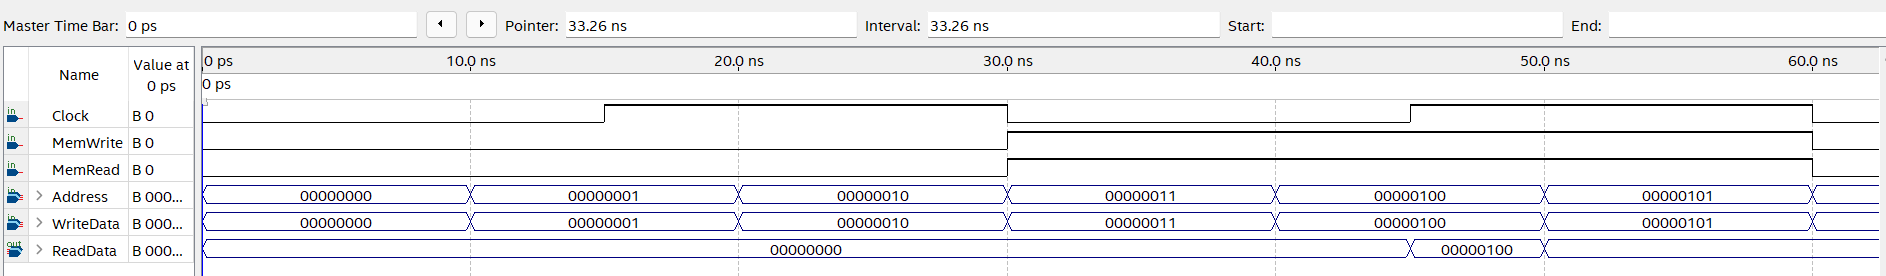 Master Time Bar: 0 ps Pointer: 33.26 ns Interval: 33.26 ns Start: End:
Name Value at 0 ps
0 ps 10.0 ns 20.0 ns 30.0 ns 40.0 ns 50.0 ns 60.0 ns
0 ps
in Clock B 0
in MemWrite B 0
in MemRead B 0
in Address B 000... 00000000 00000001 00000010 00000011 00000100 00000101
in WriteData B 000... 00000000 00000001 00000010 00000011 00000100 00000101
out ReadData B 000... 00000000 00000100